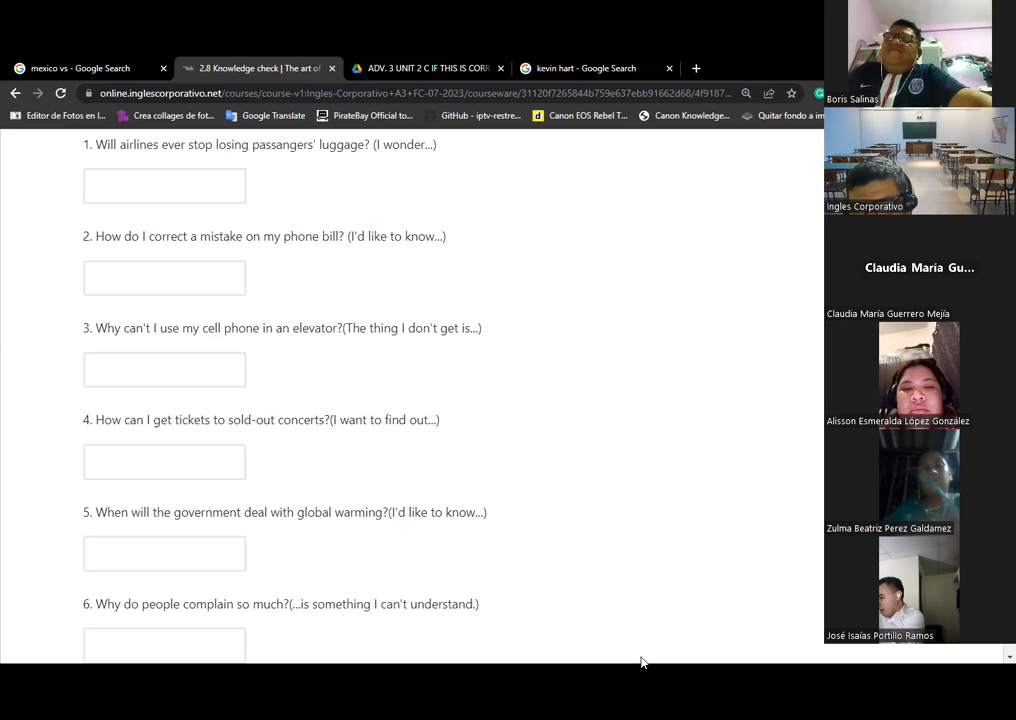 mexico vs - Google Search
2.8 Knowledge check | The art of
ADV. 3 UNIT 2 C IF THIS IS CORR
kevin hart - Google Search
online.inglescorporativo.net/courses/course-v1:Ingles-Corporativo+A3+FC-07-2023/courseware/31120f7265844b759e637ebb91662d68/4f9187...
Editor de Fotos en l...
Crea collages de fot...
Google Translate
PirateBay Official to...
GitHub - iptv-restre...
Canon EOS Rebel T...
Canon Knowledge...
Quitar fondo a im
1. Will airlines ever stop losing passangers' luggage? (I wonder...)
2. How do I correct a mistake on my phone bill? (I'd like to know...)
3. Why can't I use my cell phone in an elevator?(The thing I don't get is...)
4. How can I get tickets to sold-out concerts?(I want to find out...)
5. When will the government deal with global warming?(I'd like to know...)
6. Why do people complain so much?(...is something I can't understand.)
Boris Salinas
Ingles Corporativo
Claudia María Gu...
Claudia María Guerrero Mejía
Alisson Esmeralda López González
Zulma Beatriz Perez Galdamez
José Isaías Portillo Ramos